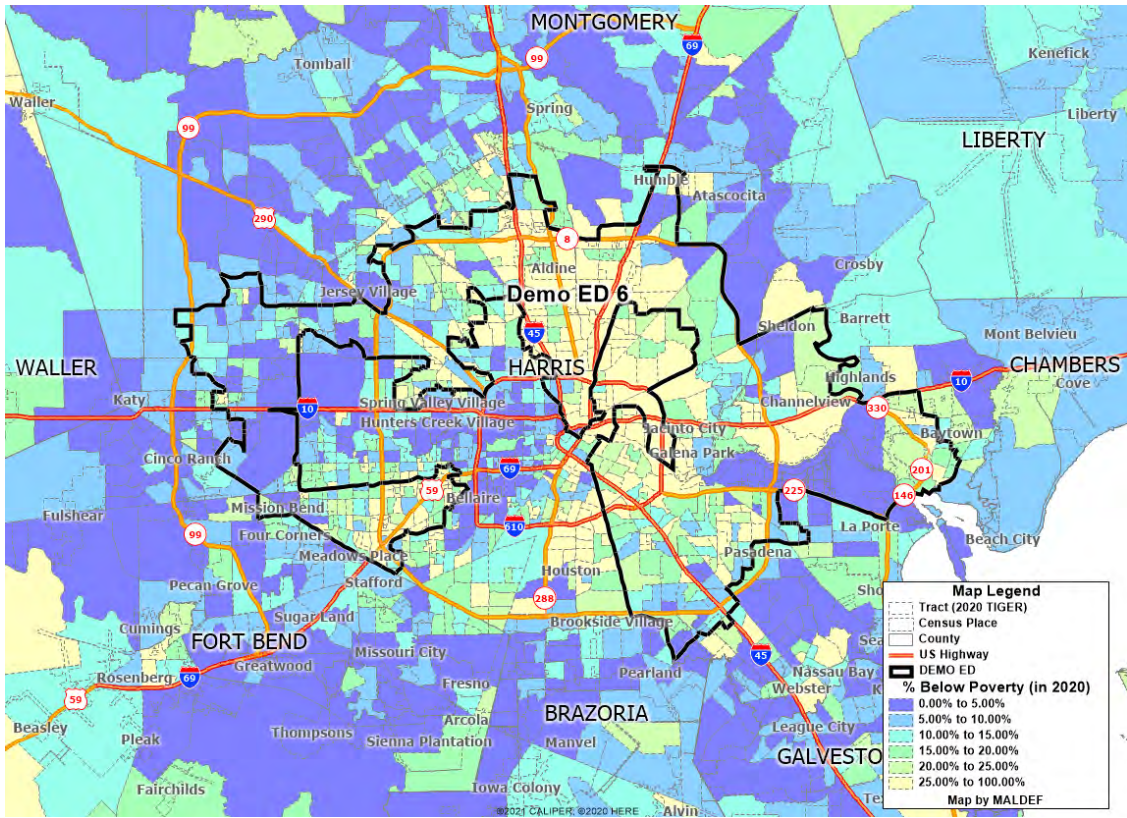 MONTGOMERY
69
99
Tomball
Kenefick
Waller
Spring
Liberty
99
LIBERTY
Humble
Atascocita
290
8
Aldine
Crosby
Jersey Village
Demo ED 6
Sheldon
Barrett
45
Mont Belvieu
WALLER
HARRIS
CHAMBERS
Highlands
10
Cove
Katy
Spring Valley Village
Channelview
10
Hunters Creek Village
330
Jacinto City
Baytown
Cinco Ranch
Galena Park
69
201
59
Bellaire
225
146
Mission Bend
Fulshear
610
La Porte
Four Corners
Beach City
99
Meadows Place
Pasadena
Houston
Pecan Grove
Stafford
288
Sugar Land
Brookside Village
Cumings
FORT BEND
Missouri City
45
Greatwood
Pearland
Nassau Bay
Rosenberg
69
Fresno
Webster
59
Arcola
BRAZORIA
League City
Beasley
Pleak
Thompsons
Sienna Plantation
Manvel
GALVESTO
Fairchilds
Iowa Colony
Alvin
©2021 CALIPER; ©2020 HERE
Map Legend
Tract (2020 TIGER)
Census Place
County
US Highway
DEMO ED
% Below Poverty (in 2020)
0.00% to 5.00%
5.00% to 10.00%
10.00% to 15.00%
15.00% to 20.00%
20.00% to 25.00%
25.00% to 100.00%
Map by MALDEF